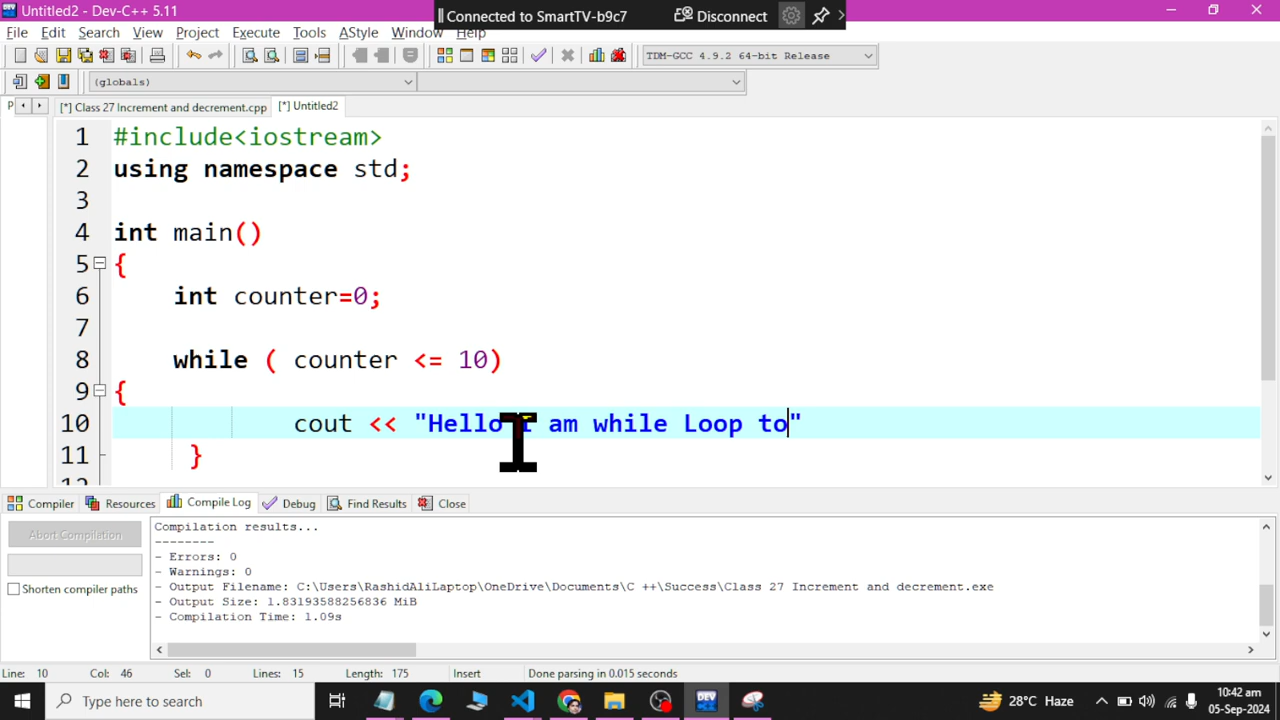 Untitled2 - Dev-C++ 5.11
Connected to SmartTV-b9c7 Disconnect
File Edit Search View Project Execute Tools AStyle Window Help
TDM-GCC 4.9.2 64-bit Release
(globals)
[*] Class 27 Increment and decrement.cpp [*] Untitled2
1 #include<iostream>
2 using namespace std;
3
4 int main()
5 {
6 int counter=0;
7
8 while ( counter <= 10)
9 {
10 cout << "Hello I am while Loop to"
11 }
Compiler Resources Compile Log Debug Find Results Close
Abort Compilation
Shorten compiler paths
Compilation results...
--------
- Errors: 0
- Warnings: 0
- Output Filename: C:\Users\RashidAliLaptop\OneDrive\Documents\C ++\Success\Class 27 Increment and decrement.exe
- Output Size: 1.83193588256836 MiB
- Compilation Time: 1.09s
Line: 10 Col: 46 Sel: 0 Lines: 15 Length: 175 Insert Done parsing in 0.015 seconds
Type here to search
DEV
28°C Haze
10:42 am
05-Sep-2024